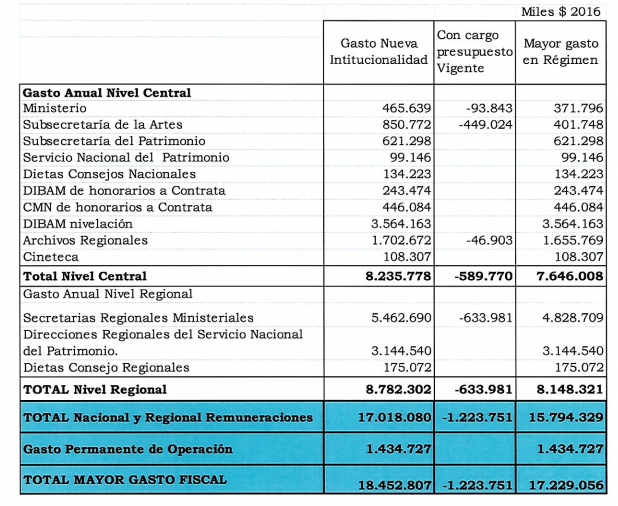 Miles $ 2016
Gasto Nueva Intitucionalidad Con cargo presupuesto Vigente Mayor gasto en Régimen
Gasto Anual Nivel Central
Ministerio 465.639 -93.843 371.796
Subsecretaría de la Artes 850.772 -449.024 401.748
Subsecretaría del Patrimonio 621.298 621.298
Servicio Nacional del Patrimonio 99.146 99.146
Dietas Consejos Nacionales 134.223 134.223
DIBAM de honorarios a Contrata 243.474 243.474
CMN de honorarios a Contrata 446.084 446.084
DIBAM nivelación 3.564.163 3.564.163
Archivos Regionales 1.702.672 -46.903 1.655.769
Cineteca 108.307 108.307
Total Nivel Central 8.235.778 -589.770 7.646.008
Gasto Anual Nivel Regional
Secretarias Regionales Ministeriales 5.462.690 -633.981 4.828.709
Direcciones Regionales del Servicio Nacional
del Patrimonio. 3.144.540 3.144.540
Dietas Consejo Regionales 175.072 175.072
TOTAL Nivel Regional 8.782.302 -633.981 8.148.321
TOTAL Nacional y Regional Remuneraciones 17.018.080 -1.223.751 15.794.329
Gasto Permanente de Operación 1.434.727 1.434.727
TOTAL MAYOR GASTO FISCAL 18.452.807 -1.223.751 17.229.056